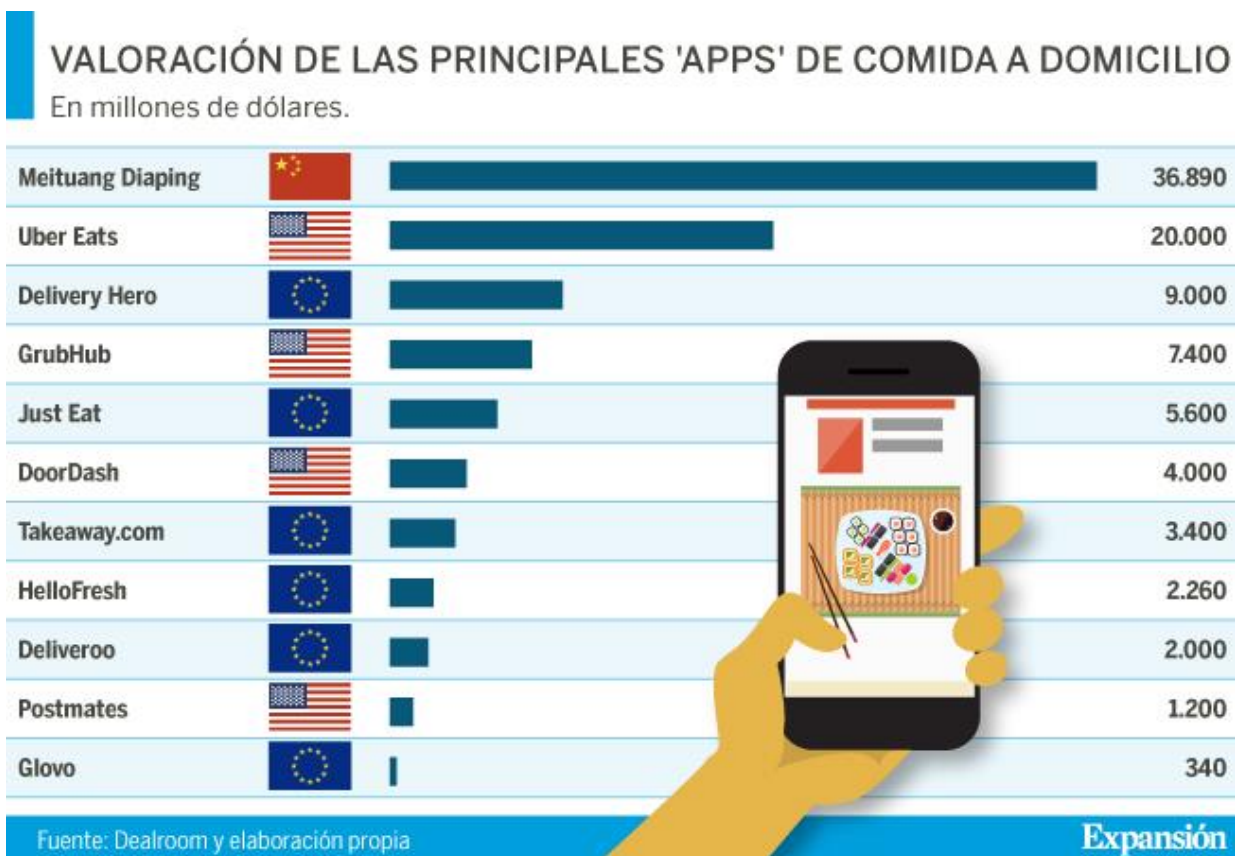 VALORACIÓN DE LAS PRINCIPALES 'APPS' DE COMIDA A DOMICILIO
En millones de dólares.
Meituang Diaping 36.890
Uber Eats 20.000
Delivery Hero 9.000
GrubHub 7.400
Just Eat 5.600
DoorDash 4.000
Takeaway.com 3.400
HelloFresh 2.260
Deliveroo 2.000
Postmates 1.200
Glovo 340
Fuente: Dealroom y elaboración propia Expansión